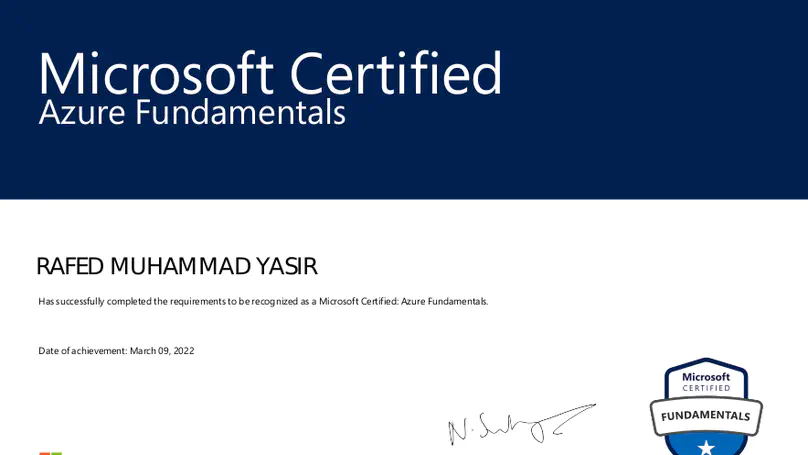 Microsoft Certified
Azure Fundamentals
RAFED MUHAMMAD YASIR
Has successfully completed the requirements to be recognized as a Microsoft Certified: Azure Fundamentals.
Date of achievement: March 09, 2022
Microsoft
CERTIFIED
FUNDAMENTALS